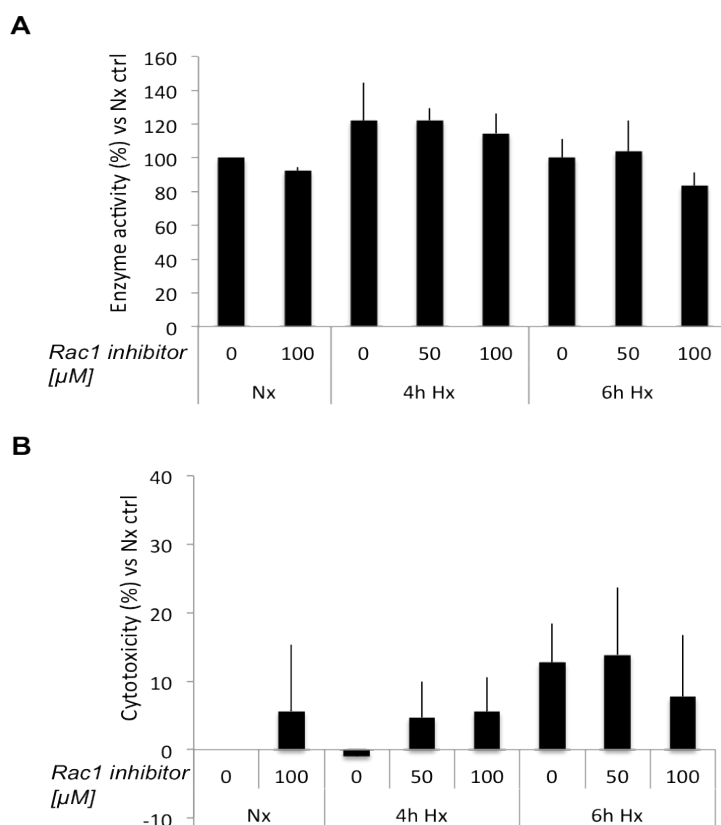 A
Enzyme activity (%) vs Nx ctrl
160
140
120
100
80
60
40
20
0
Rac1 inhibitor
[µM]
0 100 0 50 100 0 50 100
Nx 4h Hx 6h Hx
B
Cytotoxicity (%) vs Nx ctrl
40
30
20
10
0
-10
Rac1 inhibitor
[µM]
0 100 0 50 100 0 50 100
Nx 4h Hx 6h Hx